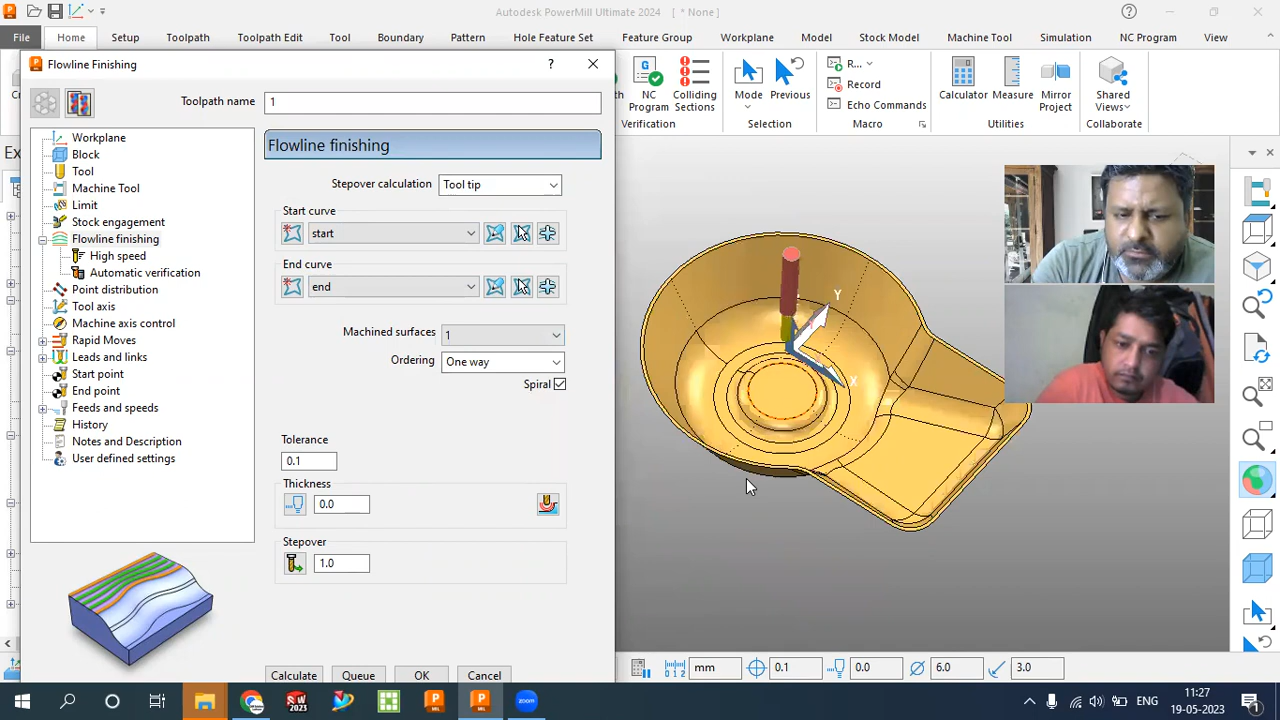 Autodesk PowerMill Ultimate 2024 [ * None ]
File Home Setup Toolpath Toolpath Edit Tool Boundary Pattern Hole Feature Set Feature Group Workplane Model Stock Model Machine Tool Simulation NC Program View
Flowline Finishing
Toolpath name 1
Workplane
Block
Tool
Machine Tool
Limit
Stock engagement
Flowline finishing
High speed
Automatic verification
Point distribution
Tool axis
Machine axis control
Rapid Moves
Leads and links
Start point
End point
Feeds and speeds
History
Notes and Description
User defined settings
Flowline finishing
Stepover calculation Tool tip
Start curve
start
End curve
end
Machined surfaces 1
Ordering One way
Spiral
Tolerance
0.1
Thickness
0.0
Stepover
1.0
Calculate Queue OK Cancel
NC Program
Colliding Sections
Verification
Mode
Previous
Selection
R...
Record
Echo Commands
Macro
Calculator
Measure
Mirror Project
Utilities
Shared Views
Collaborate
Y
X
mm 0.1 0.0 6.0 3.0
ENG
11:27
19-05-2023